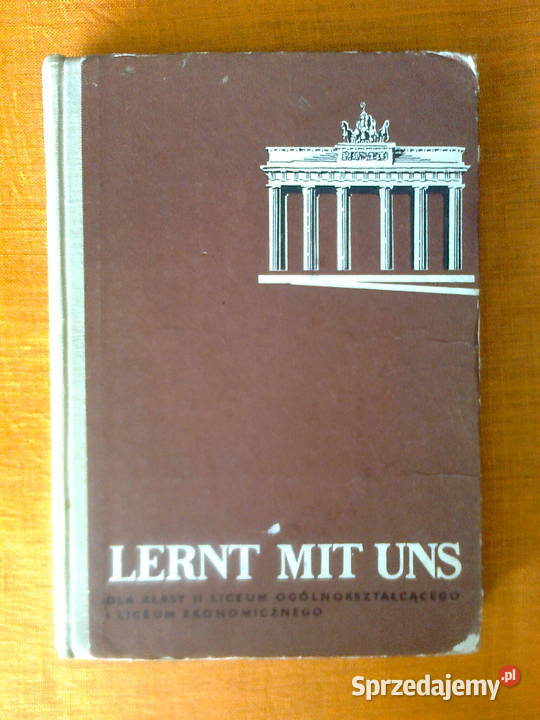 LERNT MIT UNS
DLA KLASY II LICEUM OGÓLNOKSZTAŁCĄCEGO
I LICEUM EKONOMICZNEGO
Sprzedajemy.pl